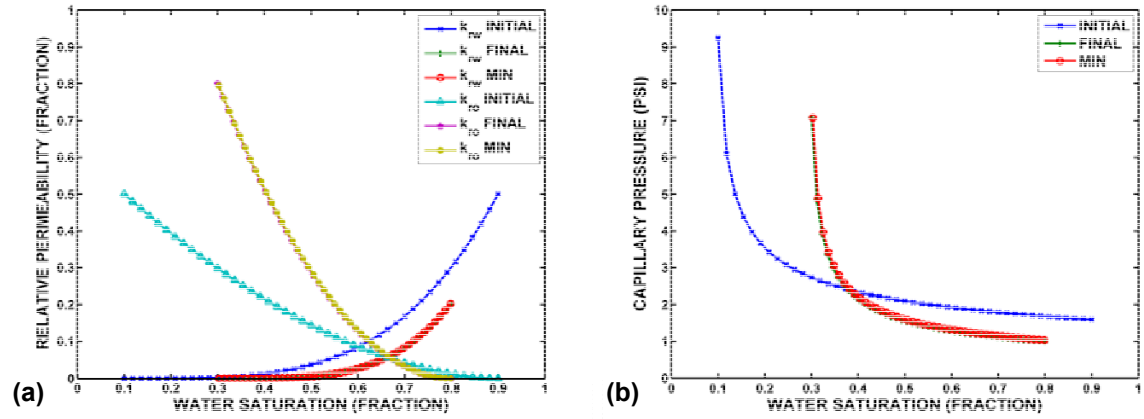 1
0.9
0.8
0.7
0.6
0.5
0.4
0.3
0.2
0.1
0
0
0.1
0.2
0.3
0.4
0.5
0.6
0.7
0.8
0.9
1
RELATIVE PERMEABILITY (FRACTION)
WATER SATURATION (FRACTION)
k_rw INITIAL
k_rw FINAL
k_rw MIN
k_ro INITIAL
k_ro FINAL
k_ro MIN
(a)
10
9
8
7
6
5
4
3
2
1
0
0
0.1
0.2
0.3
0.4
0.5
0.6
0.7
0.8
0.9
1
CAPILLARY PRESSURE (PSI)
WATER SATURATION (FRACTION)
INITIAL
FINAL
MIN
(b)